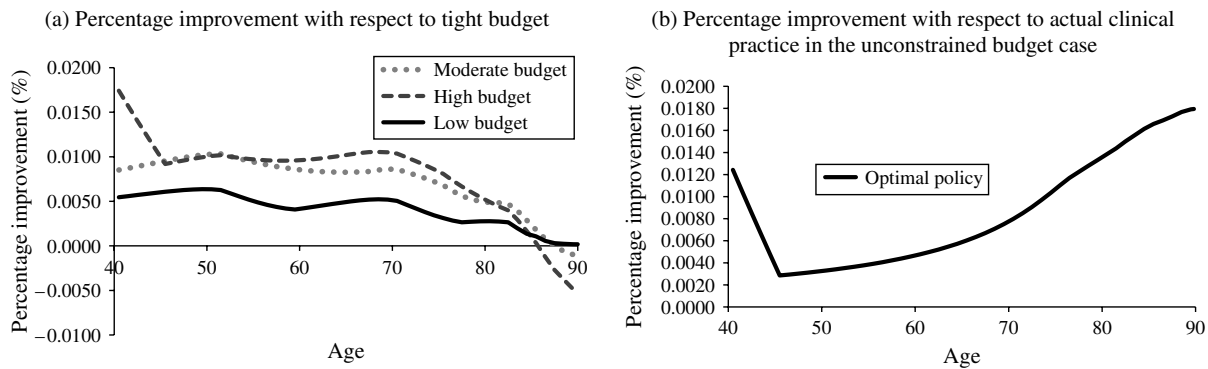 (a) Percentage improvement with respect to tight budget
Percentage improvement (%)
0.0200
0.0150
0.0100
0.0050
0.0000
–0.0050
–0.0100
40
50
60
70
80
90
Age
Moderate budget
High budget
Low budget
(b) Percentage improvement with respect to actual clinical
practice in the unconstrained budget case
Percentage improvement (%)
0.0200
0.0180
0.0160
0.0140
0.0120
0.0100
0.0080
0.0060
0.0040
0.0020
0.0000
40
50
60
70
80
90
Age
Optimal policy